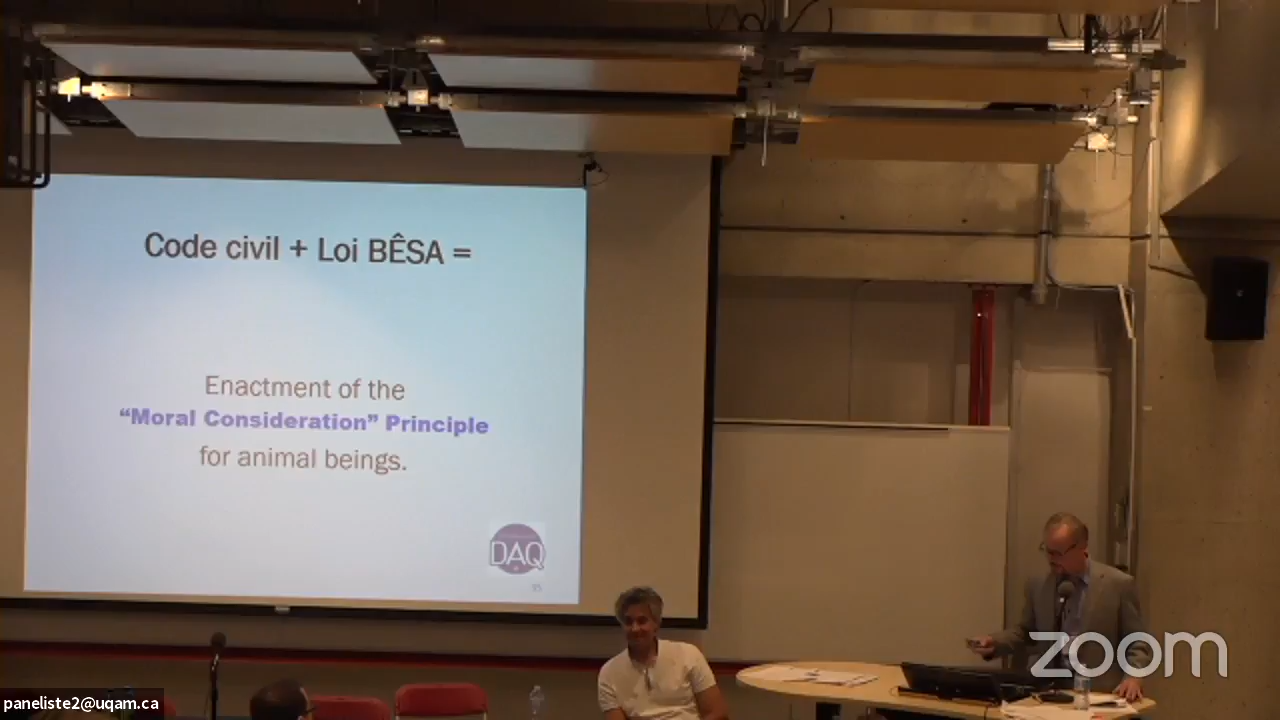 Code civil + Loi BÊSA =
Enactment of the
“Moral Consideration” Principle
for animal beings.
DAQ
zoom
paneliste2@uqam.ca